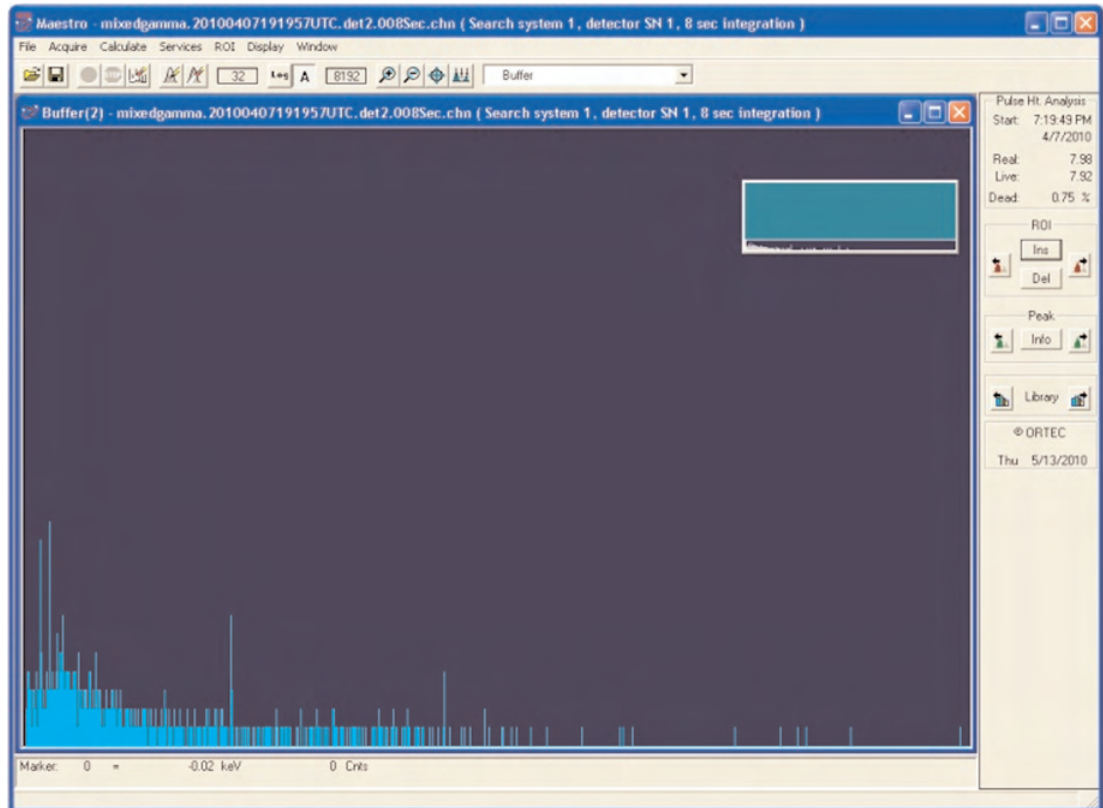 Maestro - mixedgamma.20100407191957UTC.det2.008Sec.chn ( Search system 1, detector SN 1, 8 sec integration )
File Acquire Calculate Services ROI Display Window
32 Log A 8192 Buffer
Buffer(2) - mixedgamma.20100407191957UTC.det2.008Sec.chn ( Search system 1, detector SN 1, 8 sec integration )
Pulse Ht. Analysis
Start: 7:19:49 PM
4/7/2010
Real: 7.98
Live: 7.92
Dead: 0.75 %
ROI
Ins
Del
Peak
Info
Library
© ORTEC
Thu 5/13/2010
Marker: 0 = -0.02 keV 0 Cnts